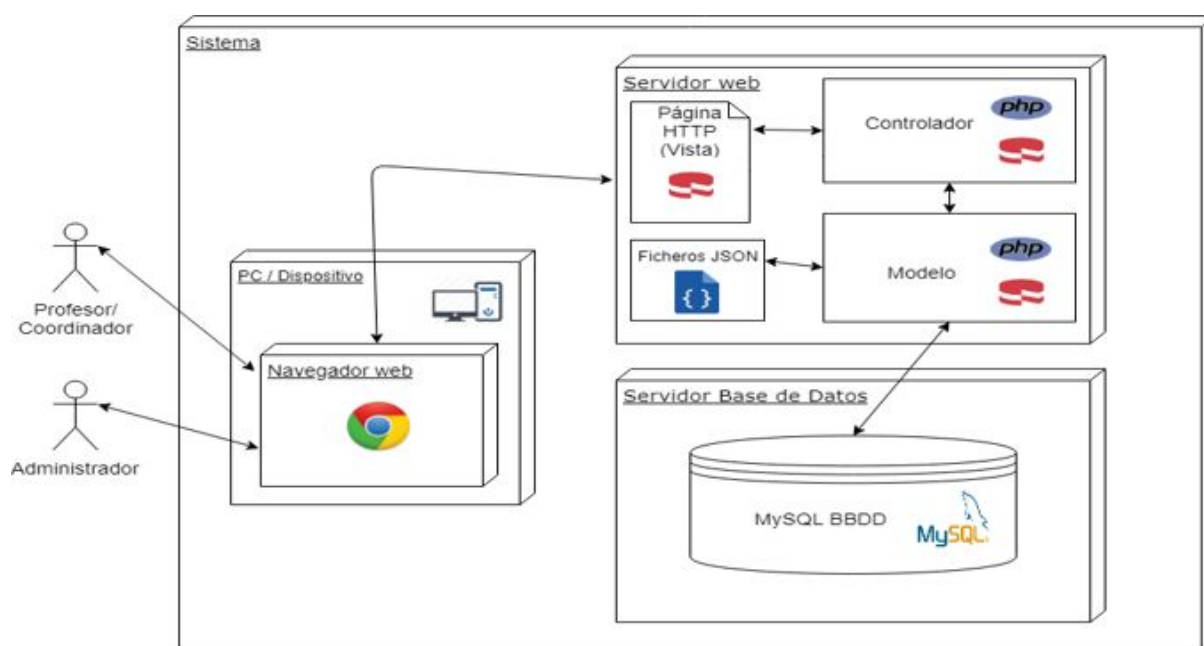 Sistema
Servidor web
Página
HTTP
(Vista)
Controlador
php
Ficheros JSON
{ }
Modelo
php
Profesor/
Coordinador
Administrador
PC / Dispositivo
Navegador web
Servidor Base de Datos
MySQL BBDD
MySQL